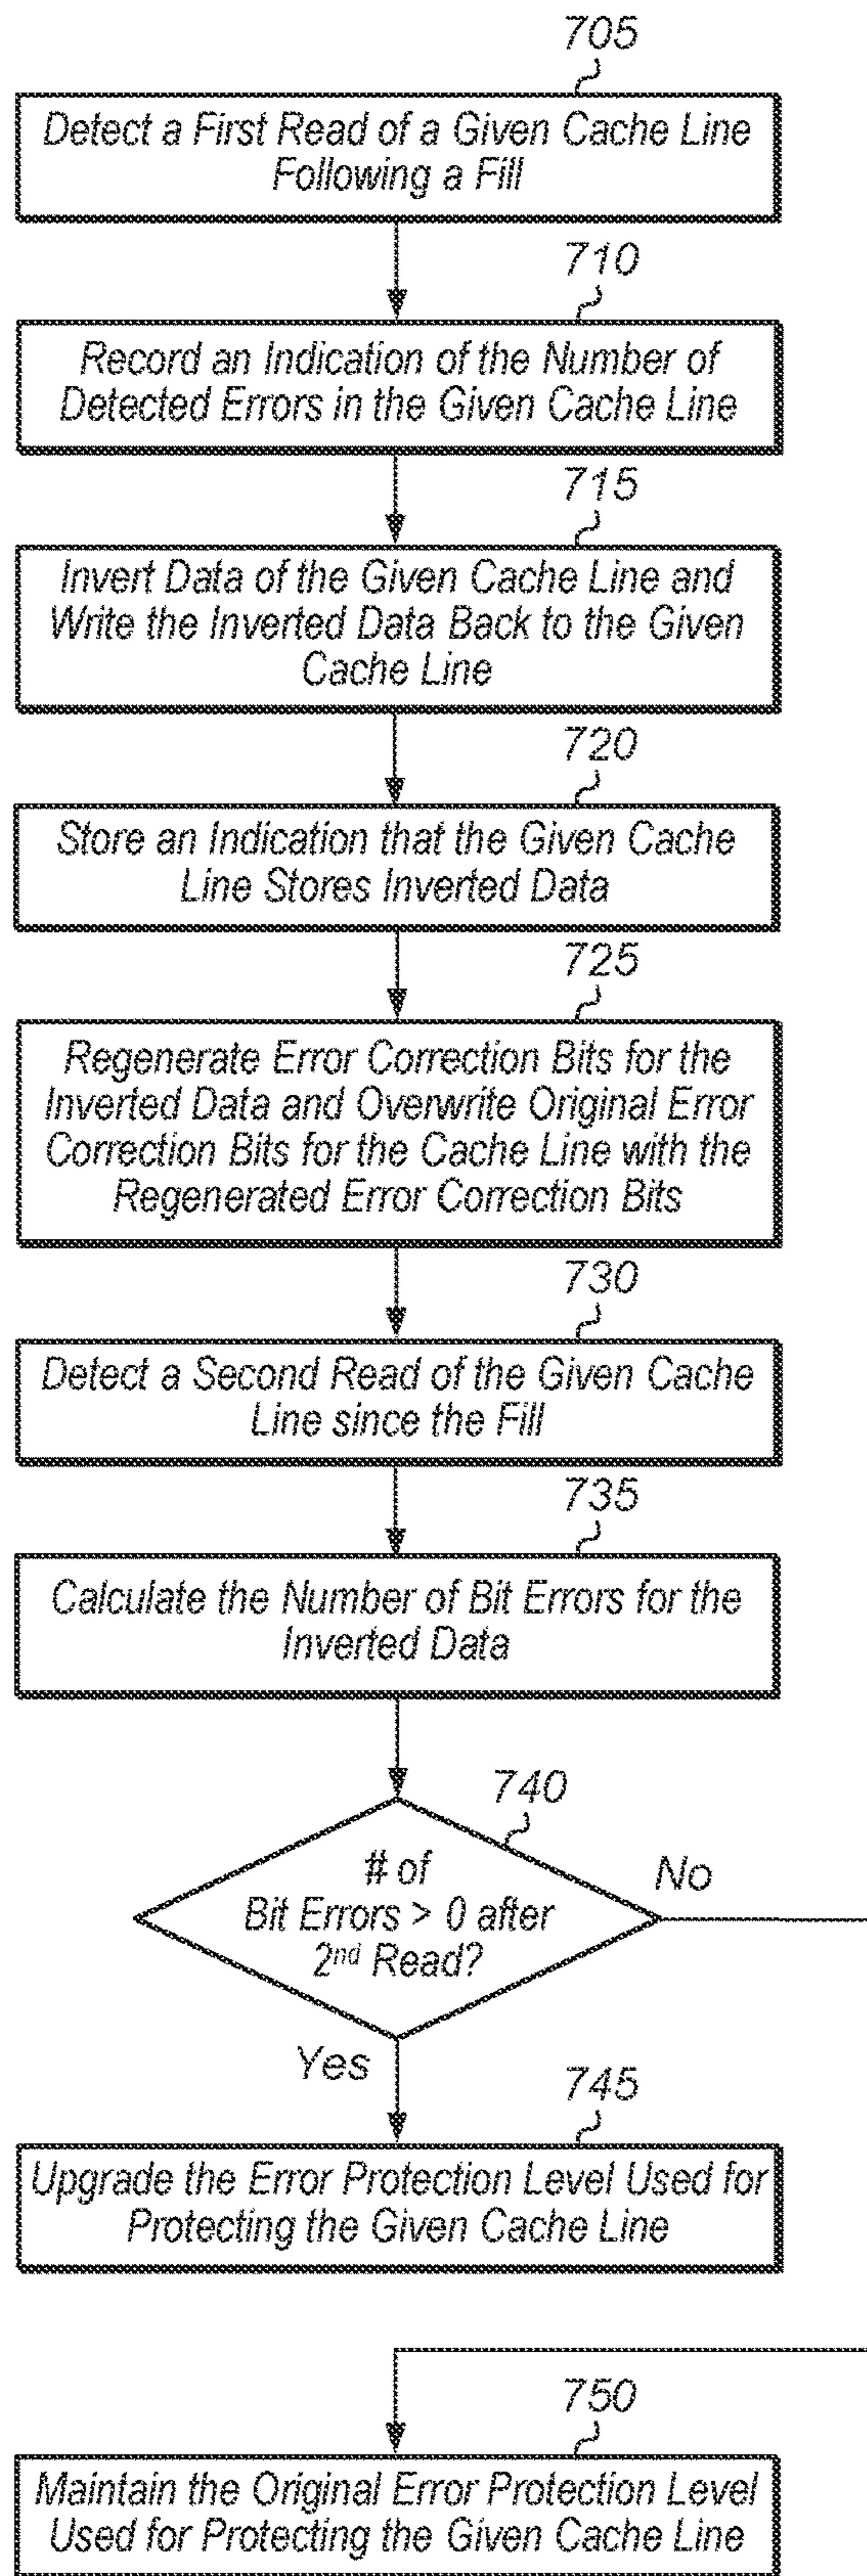 705
Detect a First Read of a Given Cache Line
Following a Fill
710
Record an Indication of the Number of
Detected Errors in the Given Cache Line
715
Invert Data of the Given Cache Line and
Write the Inverted Data Back to the Given
Cache Line
720
Store an Indication that the Given Cache
Line Stores Inverted Data
725
Regenerate Error Correction Bits for the
Inverted Data and Overwrite Original Error
Correction Bits for the Cache Line with the
Regenerated Error Correction Bits
730
Detect a Second Read of the Given Cache
Line since the Fill
735
Calculate the Number of Bit Errors for the
Inverted Data
740
# of
Bit Errors > 0 after
2nd Read?
No
Yes
745
Upgrade the Error Protection Level Used for
Protecting the Given Cache Line
750
Maintain the Original Error Protection Level
Used for Protecting the Given Cache Line